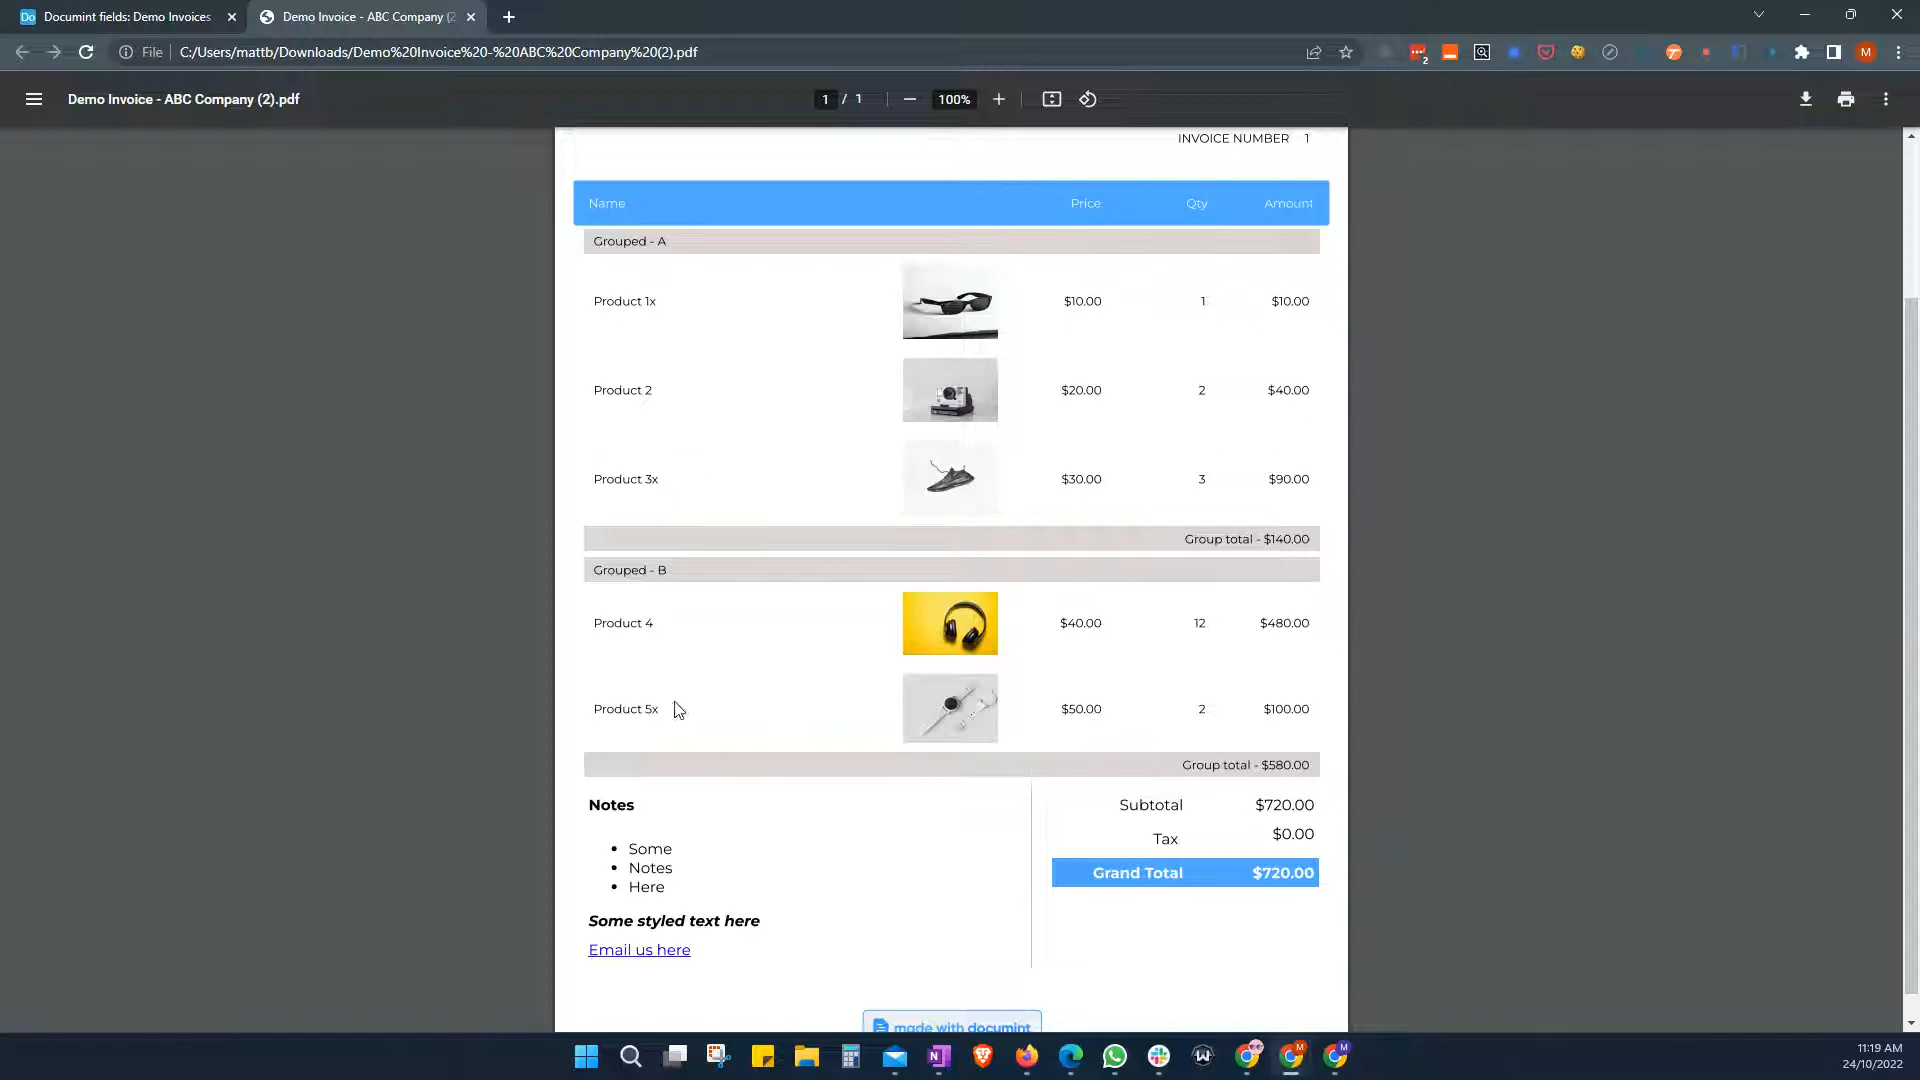 Do Documint fields: Demo Invoices
Demo Invoice - ABC Company (2
File C:/Users/mattb/Downloads/Demo%20Invoice%20-%20ABC%20Company%20(2).pdf
2
M
Demo Invoice - ABC Company (2).pdf
1 / 1
100%
INVOICE NUMBER 1
Name Price Qty Amount
Grouped - A
Product 1x $10.00 1 $10.00
Product 2 $20.00 2 $40.00
Product 3x $30.00 3 $90.00
Group total - $140.00
Grouped - B
Product 4 $40.00 12 $480.00
Product 5x $50.00 2 $100.00
Group total - $580.00
Notes
• Some
• Notes
• Here
Some styled text here
Email us here
Subtotal $720.00
Tax $0.00
Grand Total $720.00
made with documint
11:19 AM
24/10/2022